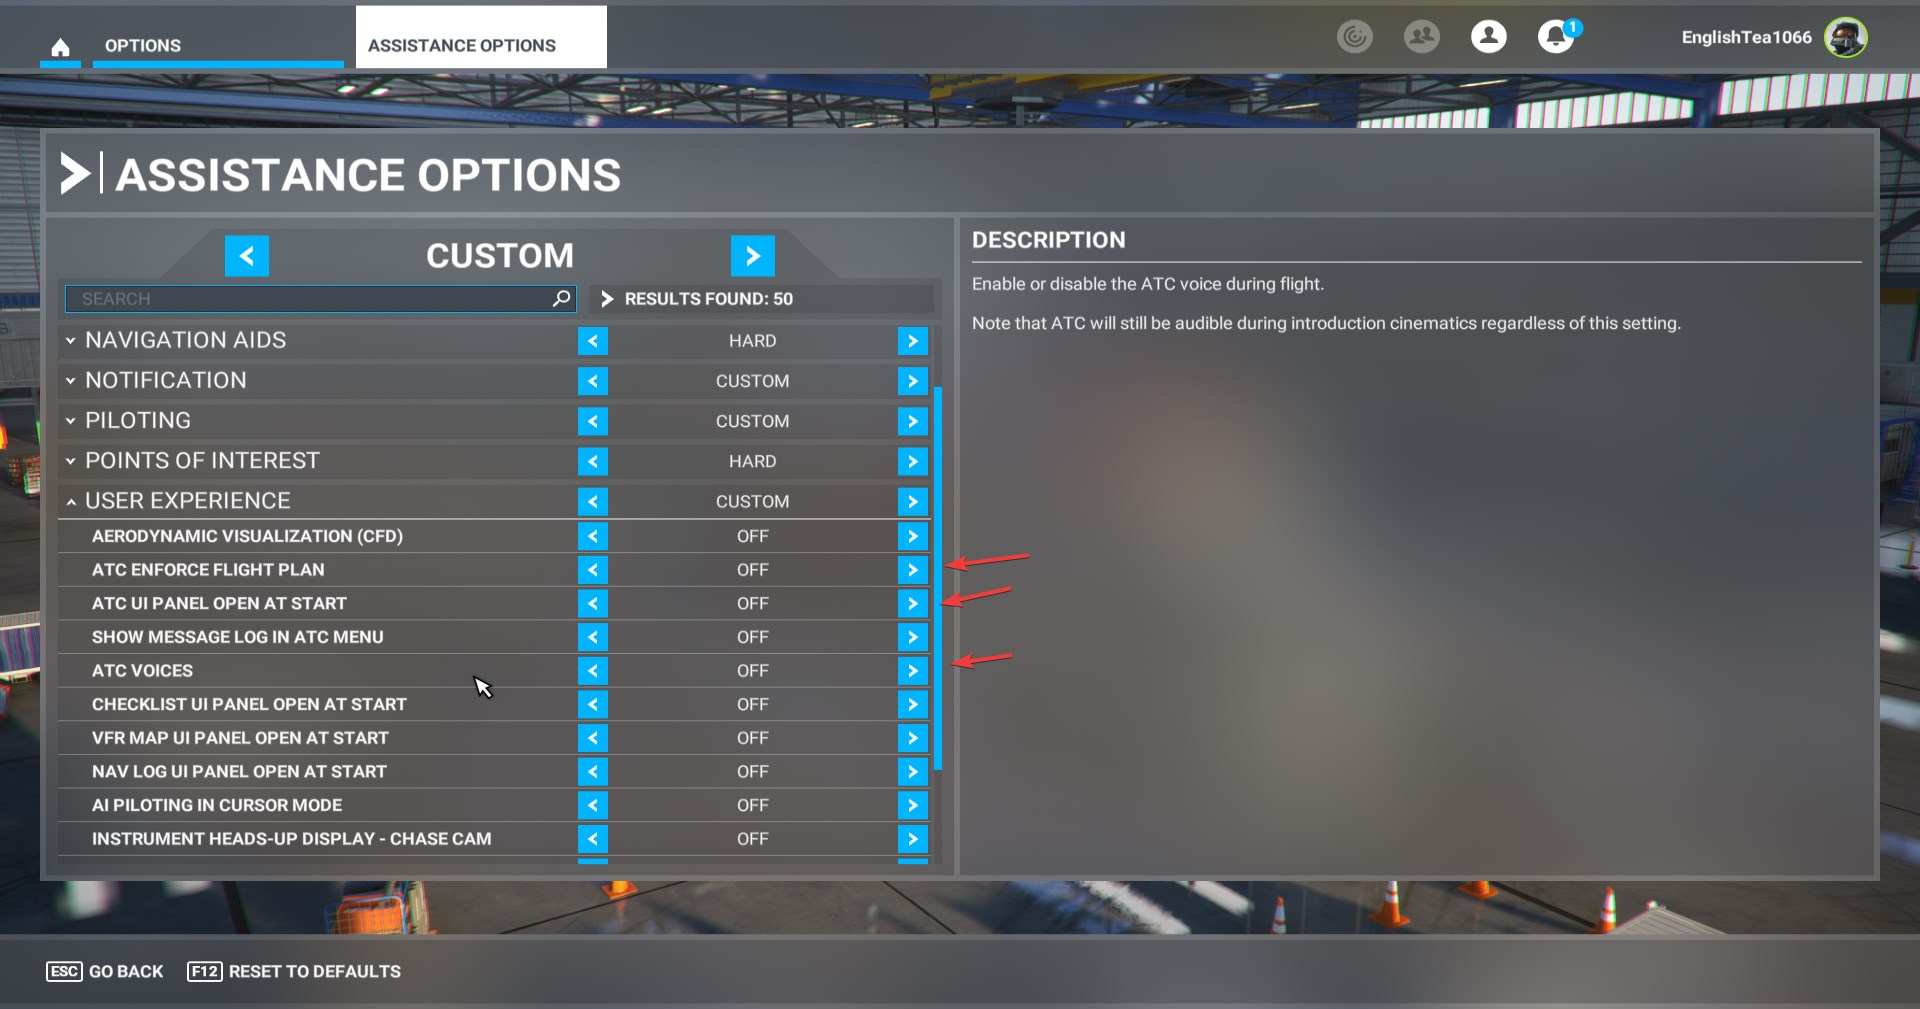 OPTIONS
ASSISTANCE OPTIONS
1
EnglishTea1066
ASSISTANCE OPTIONS
CUSTOM
SEARCH
RESULTS FOUND: 50
NAVIGATION AIDS HARD
NOTIFICATION CUSTOM
PILOTING CUSTOM
POINTS OF INTEREST HARD
USER EXPERIENCE CUSTOM
AERODYNAMIC VISUALIZATION (CFD) OFF
ATC ENFORCE FLIGHT PLAN OFF
ATC UI PANEL OPEN AT START OFF
SHOW MESSAGE LOG IN ATC MENU OFF
ATC VOICES OFF
CHECKLIST UI PANEL OPEN AT START OFF
VFR MAP UI PANEL OPEN AT START OFF
NAV LOG UI PANEL OPEN AT START OFF
AI PILOTING IN CURSOR MODE OFF
INSTRUMENT HEADS-UP DISPLAY - CHASE CAM OFF
DESCRIPTION
Enable or disable the ATC voice during flight.
Note that ATC will still be audible during introduction cinematics regardless of this setting.
ESC GO BACK F12 RESET TO DEFAULTS